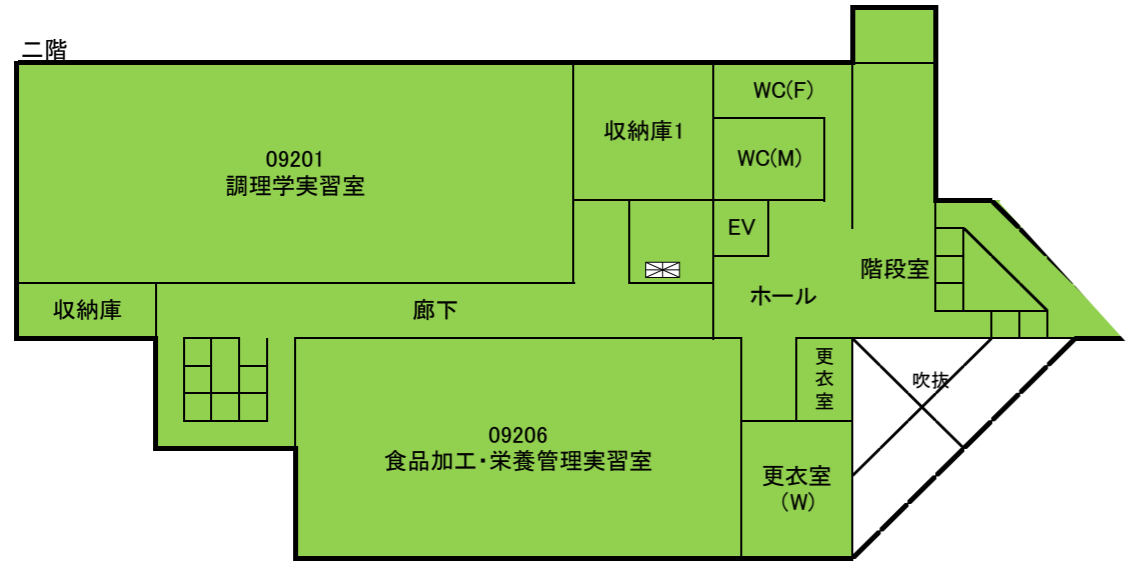 二階
WC(F)
収納庫1
WC(M)
09201
調理学実習室
EV
階段室
収納庫
廊下
ホール
更衣室
吹抜
09206
食品加工・栄養管理実習室
更衣室
(W)